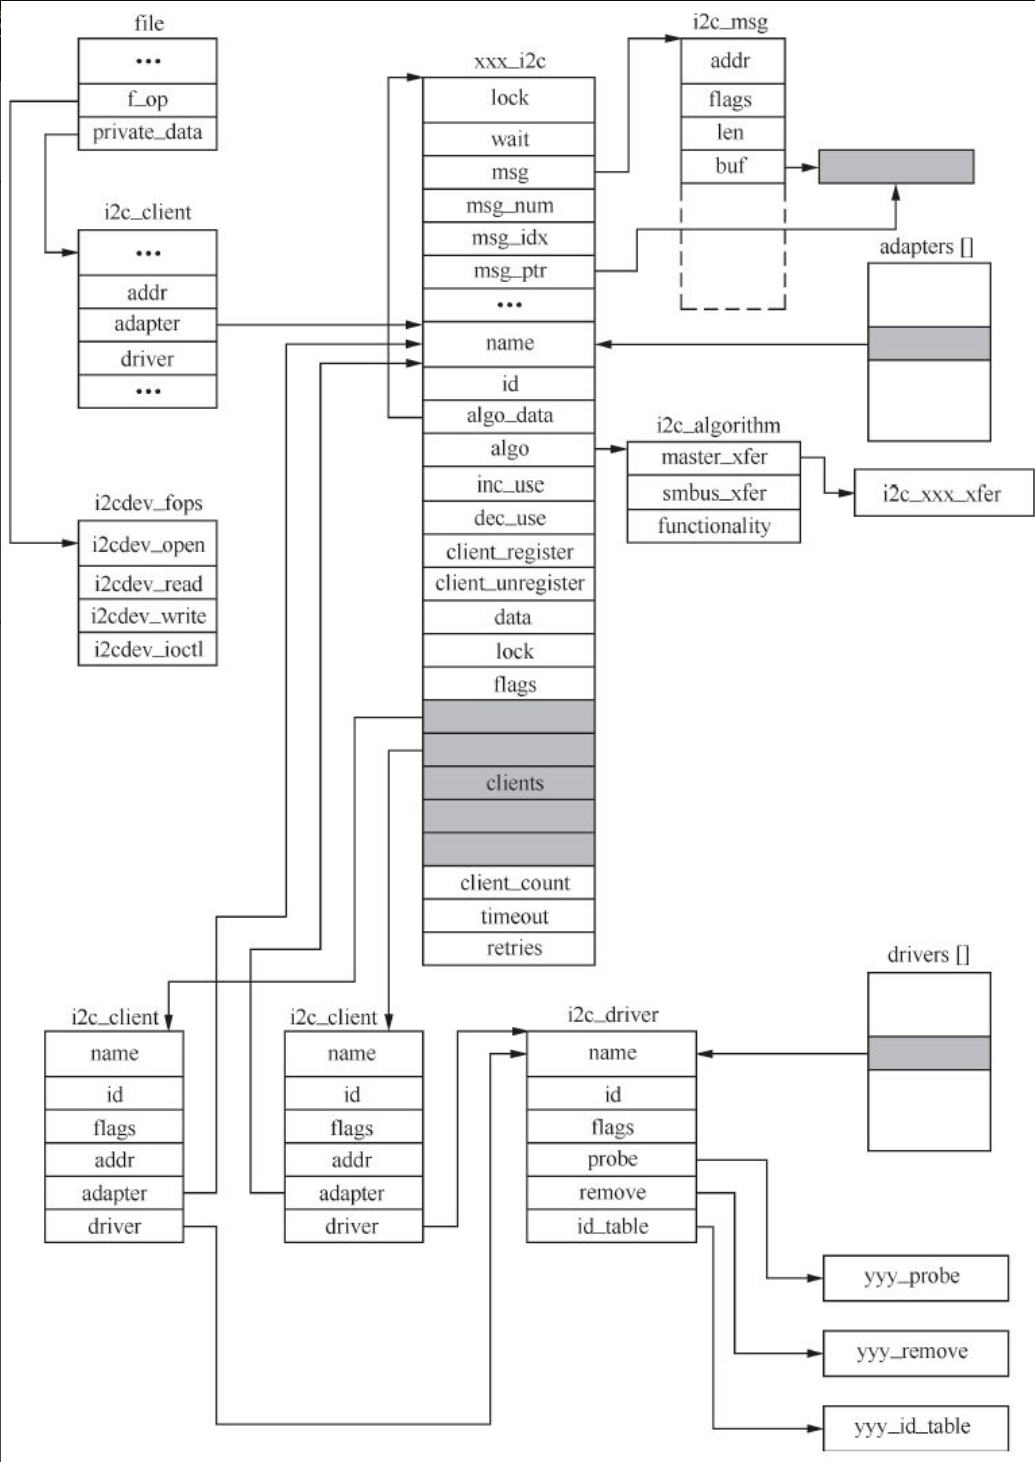 file
•••
f_op
private_data
i2c_client
•••
addr
adapter
driver
•••
i2cdev_fops
i2cdev_open
i2cdev_read
i2cdev_write
i2cdev_ioctl
xxx_i2c
lock
wait
msg
msg_num
msg_idx
msg_ptr
•••
name
id
algo_data
algo
inc_use
dec_use
client_register
client_unregister
data
lock
flags
clients
client_count
timeout
retries
i2c_msg
addr
flags
len
buf
adapters []
i2c_algorithm
master_xfer
smbus_xfer
functionality
i2c_xxx_xfer
i2c_client
name
id
flags
addr
adapter
driver
i2c_client
name
id
flags
addr
adapter
driver
i2c_driver
name
id
flags
probe
remove
id_table
drivers []
yyy_probe
yyy_remove
yyy_id_table